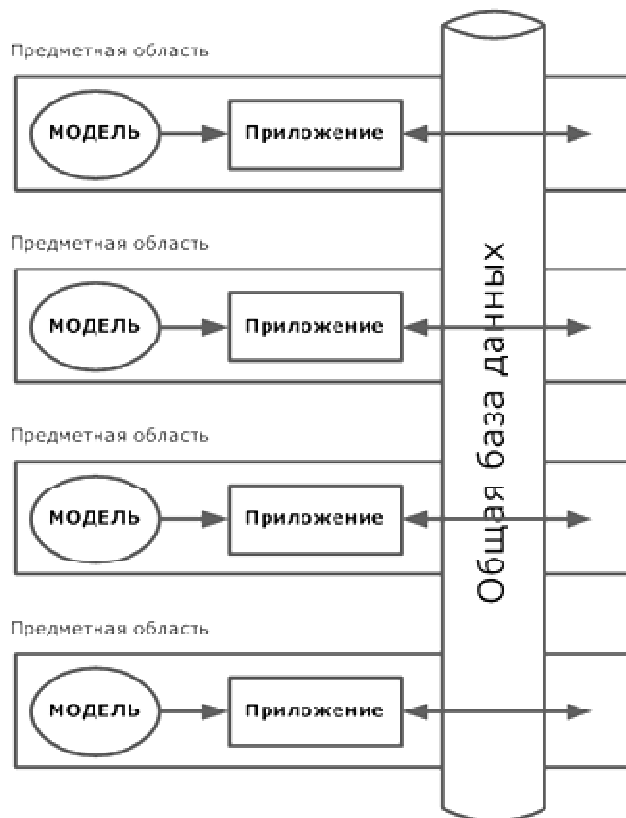 Предметная область
МОДЕЛЬ
Приложение
Предметная область
МОДЕЛЬ
Приложение
Предметная область
МОДЕЛЬ
Приложение
Предметная область
МОДЕЛЬ
Приложение
Общая база данных